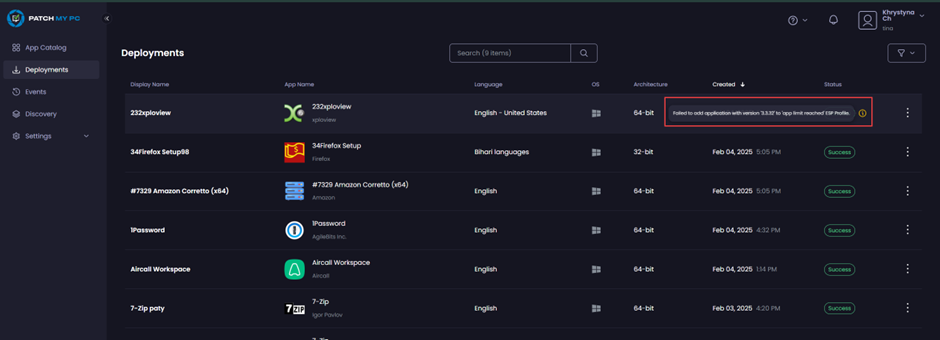 PATCH MY PC
Khrystyna
Ch
App Catalog
Deployments
Events
Discovery
Settings
Deployments
Search (9 items)
Display Name App Name Language OS Architecture Created Status
232xploview 232xploview English - United States 64-bit Failed to add application with version '3.3.32' to 'app limit reached' ESP Profile.
xploview
34Firefox Setup98 34Firefox Setup Bihari languages 32-bit Feb 04, 2025 5:05 PM Success
Firefox
#7329 Amazon Corretto (x64) #7329 Amazon Corretto (x64) English 64-bit Feb 04, 2025 5:05 PM Success
Amazon
1Password 1Password English 64-bit Feb 04, 2025 4:32 PM Success
AgileBits Inc.
Aircall Workspace Aircall Workspace English 64-bit Feb 04, 2025 1:14 PM Success
Aircall
7-Zip paty 7ZIP 7-Zip English 64-bit Feb 03, 2025 4:20 PM Success
Igor Pavlov